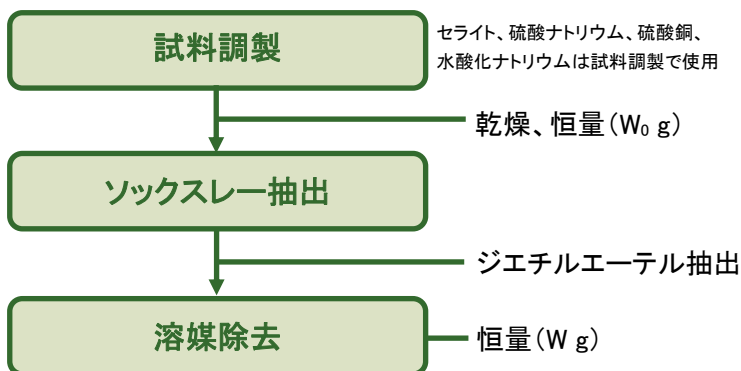 試料調製
セライト、硫酸ナトリウム、硫酸銅、
水酸化ナトリウムは試料調製で使用
乾燥、恒量（W₀ g）
ソックスレー抽出
ジエチルエーテル抽出
溶媒除去
恒量（W g）